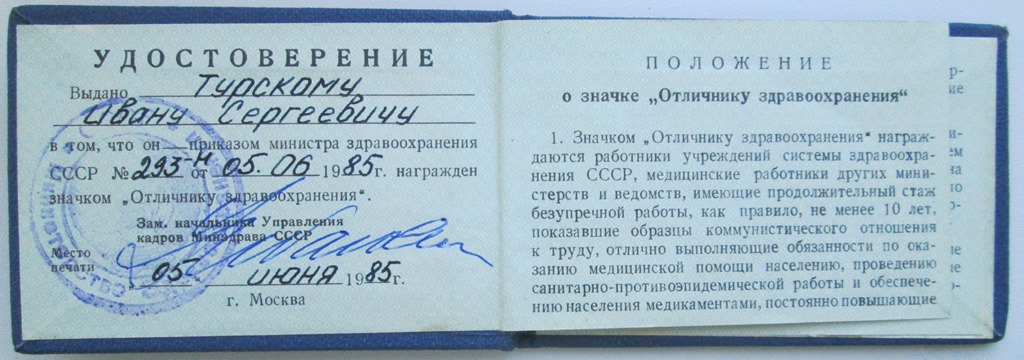 УДОСТОВЕРЕНИЕ
Выдано Турскому
Ивану Сергеевичу
в том, что он приказом министра здравоохранения
СССР № 293-Н от 05.06 1985г. награжден
значком „Отличнику здравоохранения".
Зам. начальника Управления
кадров Минздрава СССР
Место
печати
„05" июня 1985г.
г. Москва
ПОЛОЖЕНИЕ
о значке „Отличнику здравоохранения"
1. Значком „Отличнику здравоохранения" награж-
даются работники учреждений системы здравоохра-
нения СССР, медицинские работники других мини-
стерств и ведомств, имеющие продолжительный стаж
безупречной работы, как правило, не менее 10 лет,
показавшие образцы коммунистического отношения
к труду, отлично выполняющие обязанности по ока-
занию медицинской помощи населению, проведению
санитарно-противоэпидемической работы и обеспече-
нию населения медикаментами, постоянно повышающие